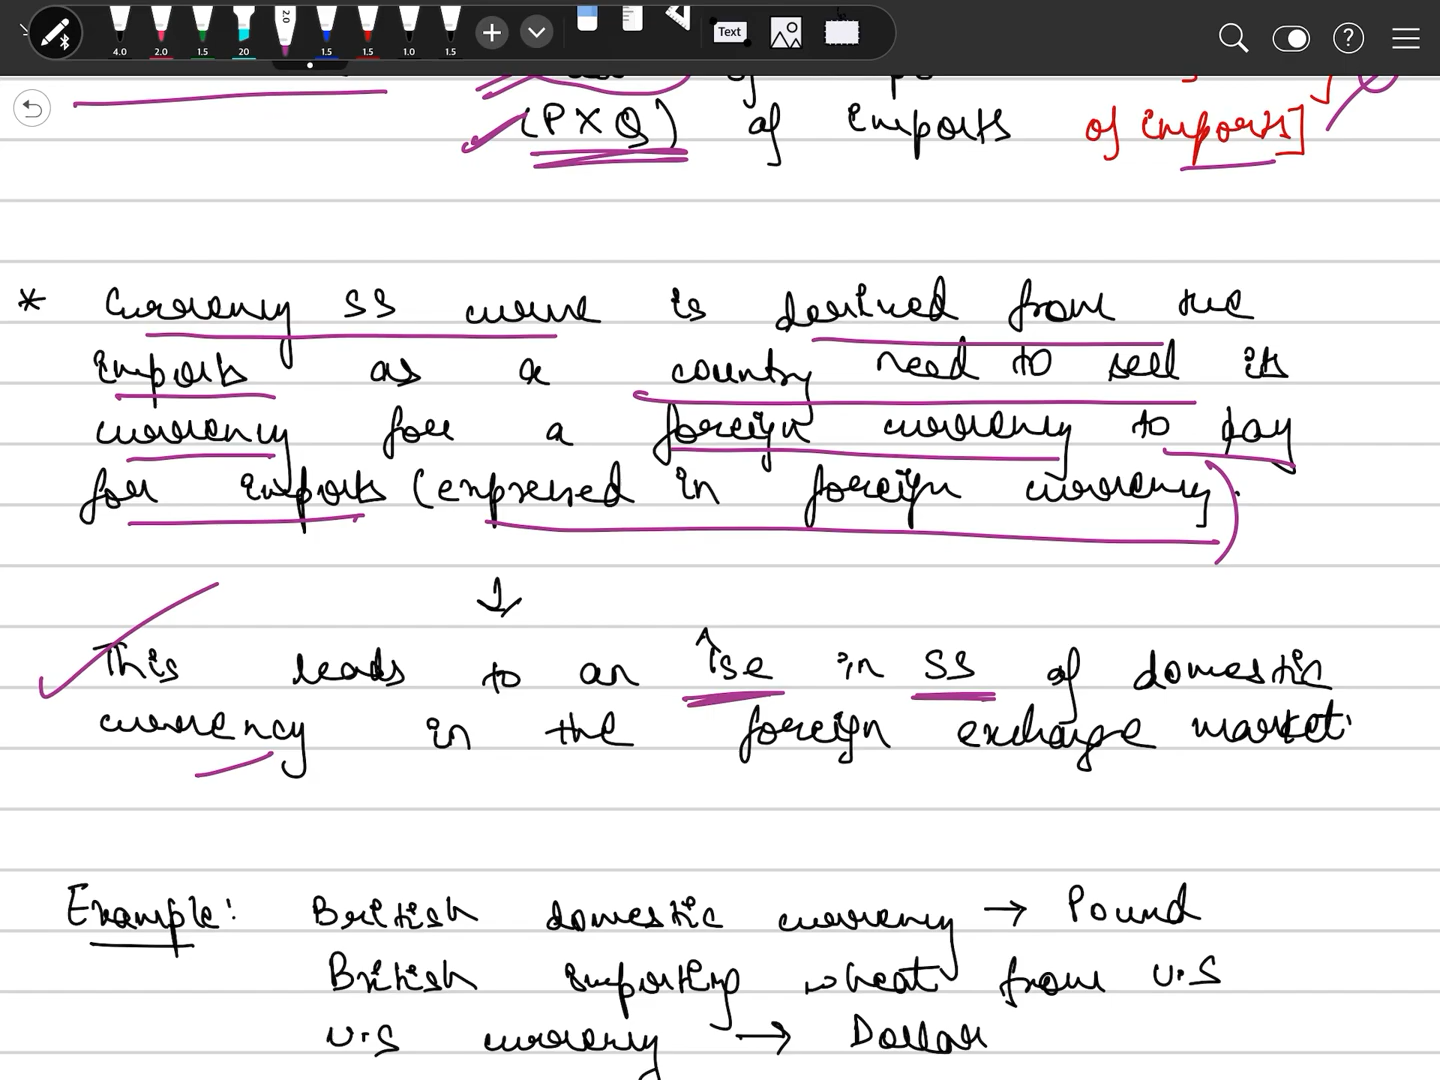 4.0 2.0 1.5 20 2.0 1.5 1.5 1.0 1.5 Text
(P X Q) of imports of imports]
* Currency SS curve is derived from the
imports as a country need to sell its
currency for a foreign currency to pay
for imports (expressed in foreign currency).
↓
This leads to an ↑se in SS of domestic
currency in the foreign exchange market.
Example: British domestic currency → Pound
British importing wheat from U.S
U.S currency → Dollar